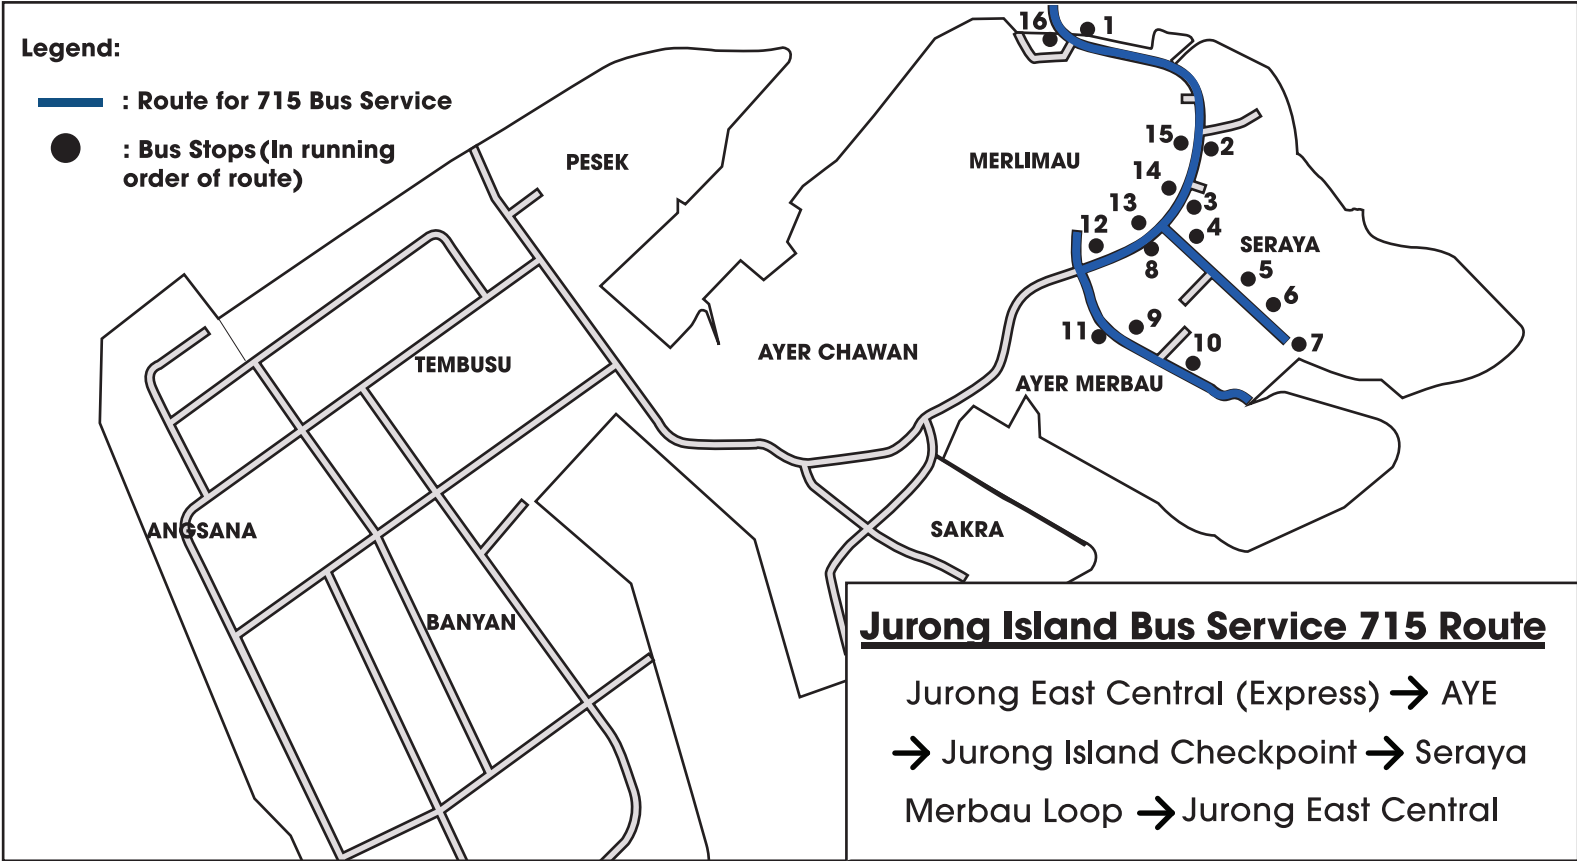 Legend:
: Route for 715 Bus Service
: Bus Stops(In running
order of route)
16
1
15
2
14
3
13
4
12
8
5
6
9
11
10
7
PESEK
MERLIMAU
SERAYA
TEMBUSU
AYER CHAWAN
AYER MERBAU
ANGSANA
SAKRA
BANYAN
Jurong Island Bus Service 715 Route
Jurong East Central (Express) → AYE
→ Jurong Island Checkpoint → Seraya
Merbau Loop → Jurong East Central